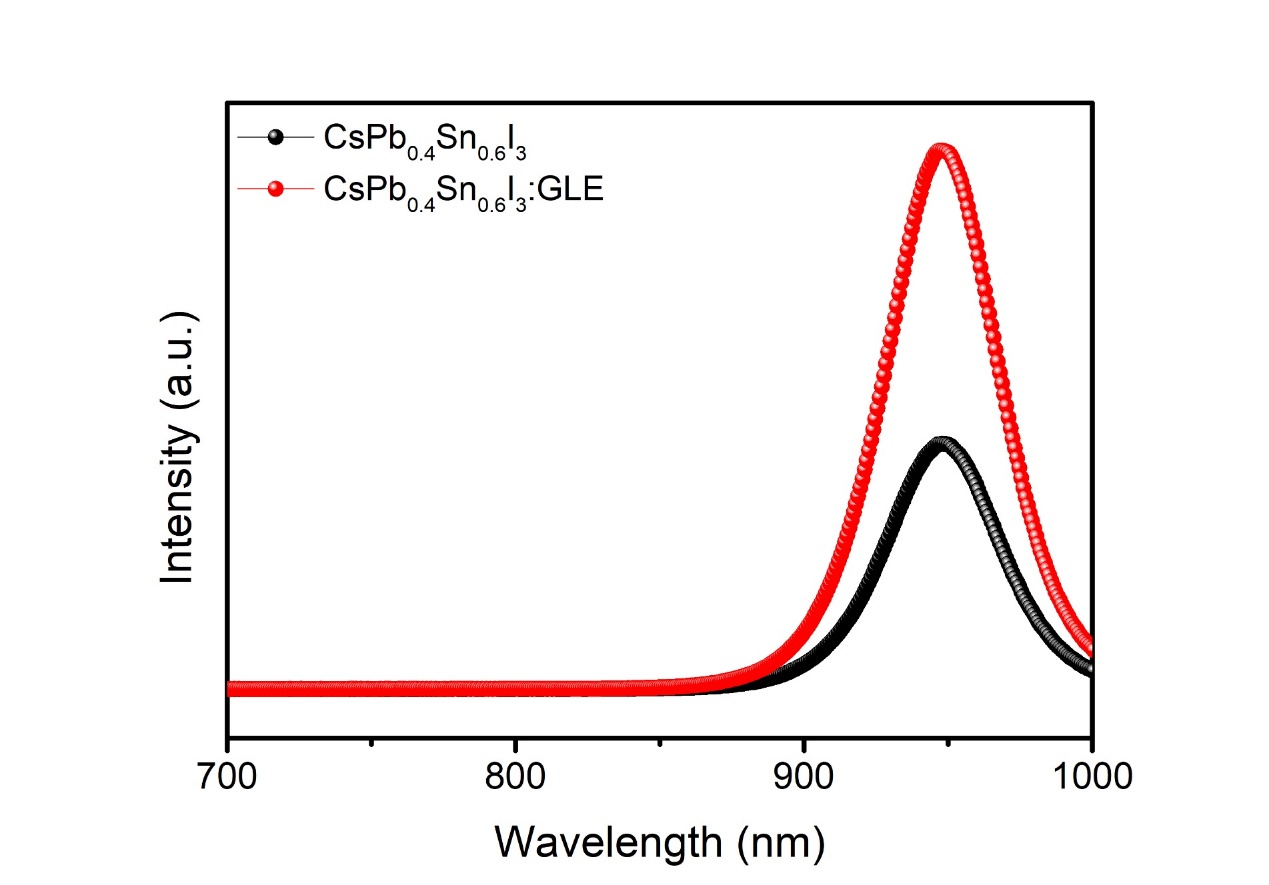 CsPb0.4Sn0.6I3
CsPb0.4Sn0.6I3:GLE
Intensity (a.u.)
700 800 900 1000
Wavelength (nm)